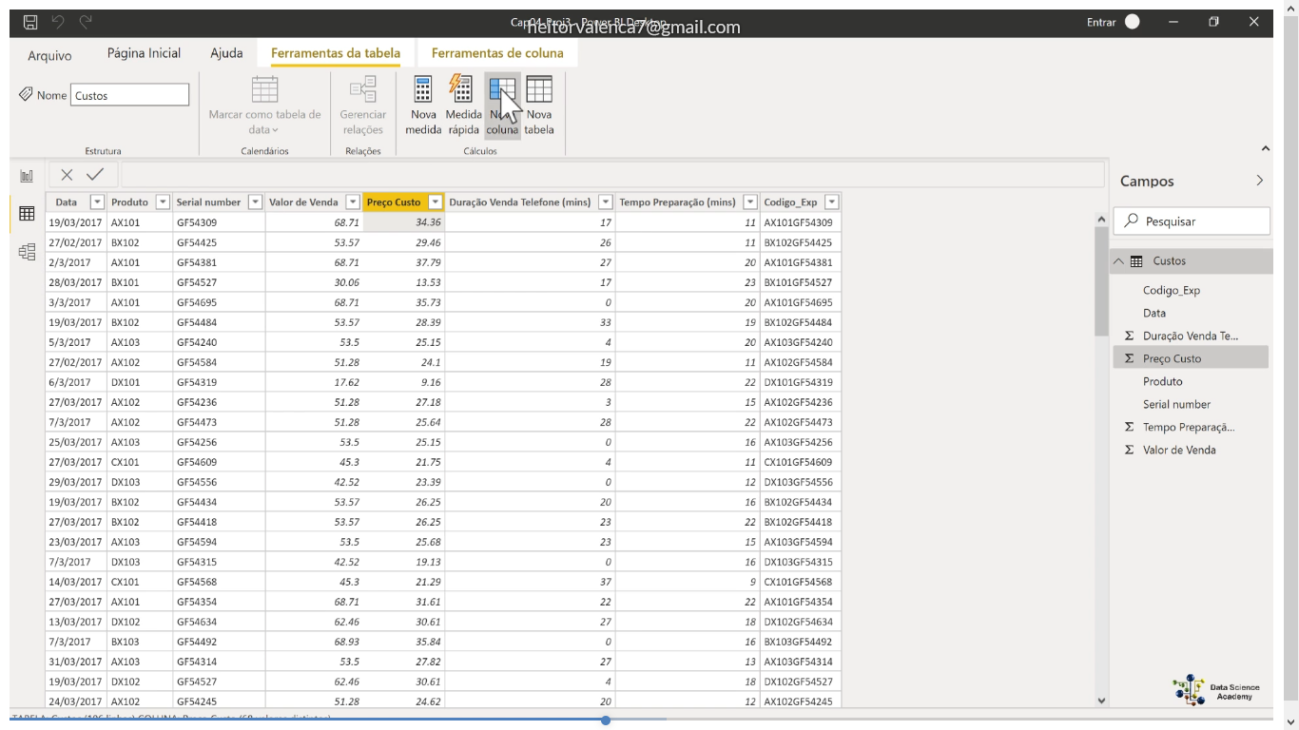 Cap04-Proj3 - Power BI Desktop
heitorvalenca7@gmail.com
Entrar
Arquivo Página Inicial Ajuda Ferramentas da tabela Ferramentas de coluna
Nome Custos
Marcar como tabela de data
Gerenciar relações
Nova medida
Medida rápida
Nova coluna
Nova tabela
Estrutura Calendários Relações Cálculos
Data Produto Serial number Valor de Venda Preço Custo Duração Venda Telefone (mins) Tempo Preparação (mins) Codigo_Exp
19/03/2017 AX101 GF54309 68.71 34.36 17 11 AX101GF54309
27/02/2017 BX102 GF54425 53.57 29.46 26 11 BX102GF54425
2/3/2017 AX101 GF54381 68.71 37.79 27 20 AX101GF54381
28/03/2017 BX101 GF54527 30.06 13.53 17 23 BX101GF54527
3/3/2017 AX101 GF54695 68.71 35.73 0 20 AX101GF54695
19/03/2017 BX102 GF54484 53.57 28.39 33 19 BX102GF54484
5/3/2017 AX103 GF54240 53.5 25.15 4 20 AX103GF54240
27/02/2017 AX102 GF54584 51.28 24.1 19 11 AX102GF54584
6/3/2017 DX101 GF54319 17.62 9.16 28 22 DX101GF54319
27/03/2017 AX102 GF54236 51.28 27.18 3 15 AX102GF54236
7/3/2017 AX102 GF54473 51.28 25.64 28 22 AX102GF54473
25/03/2017 AX103 GF54256 53.5 25.15 0 16 AX103GF54256
27/03/2017 CX101 GF54609 45.3 21.75 4 11 CX101GF54609
29/03/2017 DX103 GF54556 42.52 23.39 0 12 DX103GF54556
19/03/2017 BX102 GF54434 53.57 26.25 20 16 BX102GF54434
27/03/2017 BX102 GF54418 53.57 26.25 23 22 BX102GF54418
23/03/2017 AX103 GF54594 53.5 25.68 23 15 AX103GF54594
7/3/2017 DX103 GF54315 42.52 19.13 0 16 DX103GF54315
14/03/2017 CX101 GF54568 45.3 21.29 37 9 CX101GF54568
27/03/2017 AX101 GF54354 68.71 31.61 22 22 AX101GF54354
13/03/2017 DX102 GF54634 62.46 30.61 27 18 DX102GF54634
7/3/2017 BX103 GF54492 68.93 35.84 0 16 BX103GF54492
31/03/2017 AX103 GF54314 53.5 27.82 27 13 AX103GF54314
19/03/2017 DX102 GF54527 62.46 30.61 4 18 DX102GF54527
24/03/2017 AX102 GF54245 51.28 24.62 20 12 AX102GF54245
Campos
Pesquisar
Custos
Codigo_Exp
Data
Duração Venda Te...
Preço Custo
Produto
Serial number
Tempo Preparaçã...
Valor de Venda
Data Science
Academy